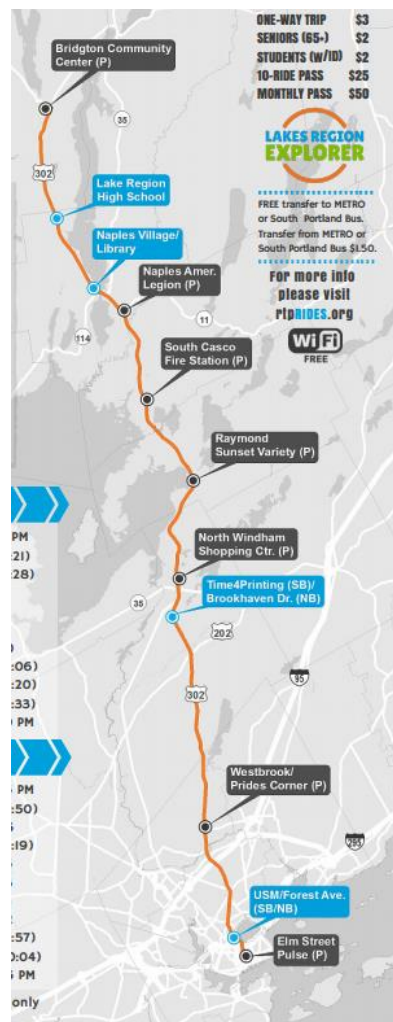 ONE-WAY TRIP $3
SENIORS (65+) $2
STUDENTS (W/ID) $2
10-RIDE PASS $25
MONTHLY PASS $50
LAKES REGION
EXPLORER
FREE transfer to METRO
or South Portland Bus.
Transfer from METRO or
South Portland Bus $1.50.
For more info
please visit
rtpRIDES.org
WiFi
FREE
Bridgton Community
Center (P)
35
302
Lake Region
High School
Naples Village/
Library
Naples Amer.
Legion (P)
11
114
South Casco
Fire Station (P)
Raymond
Sunset Variety (P)
North Windham
Shopping Ctr. (P)
35
Time4Printing (SB)/
Brookhaven Dr. (NB)
202
95
302
Westbrook/
Prides Corner (P)
295
USM/Forest Ave.
(SB/NB)
Elm Street
Pulse (P)
PM
:21)
:28)
:06)
:20)
:33)
PM
PM
:50)
:19)
:57)
:04)
PM
only